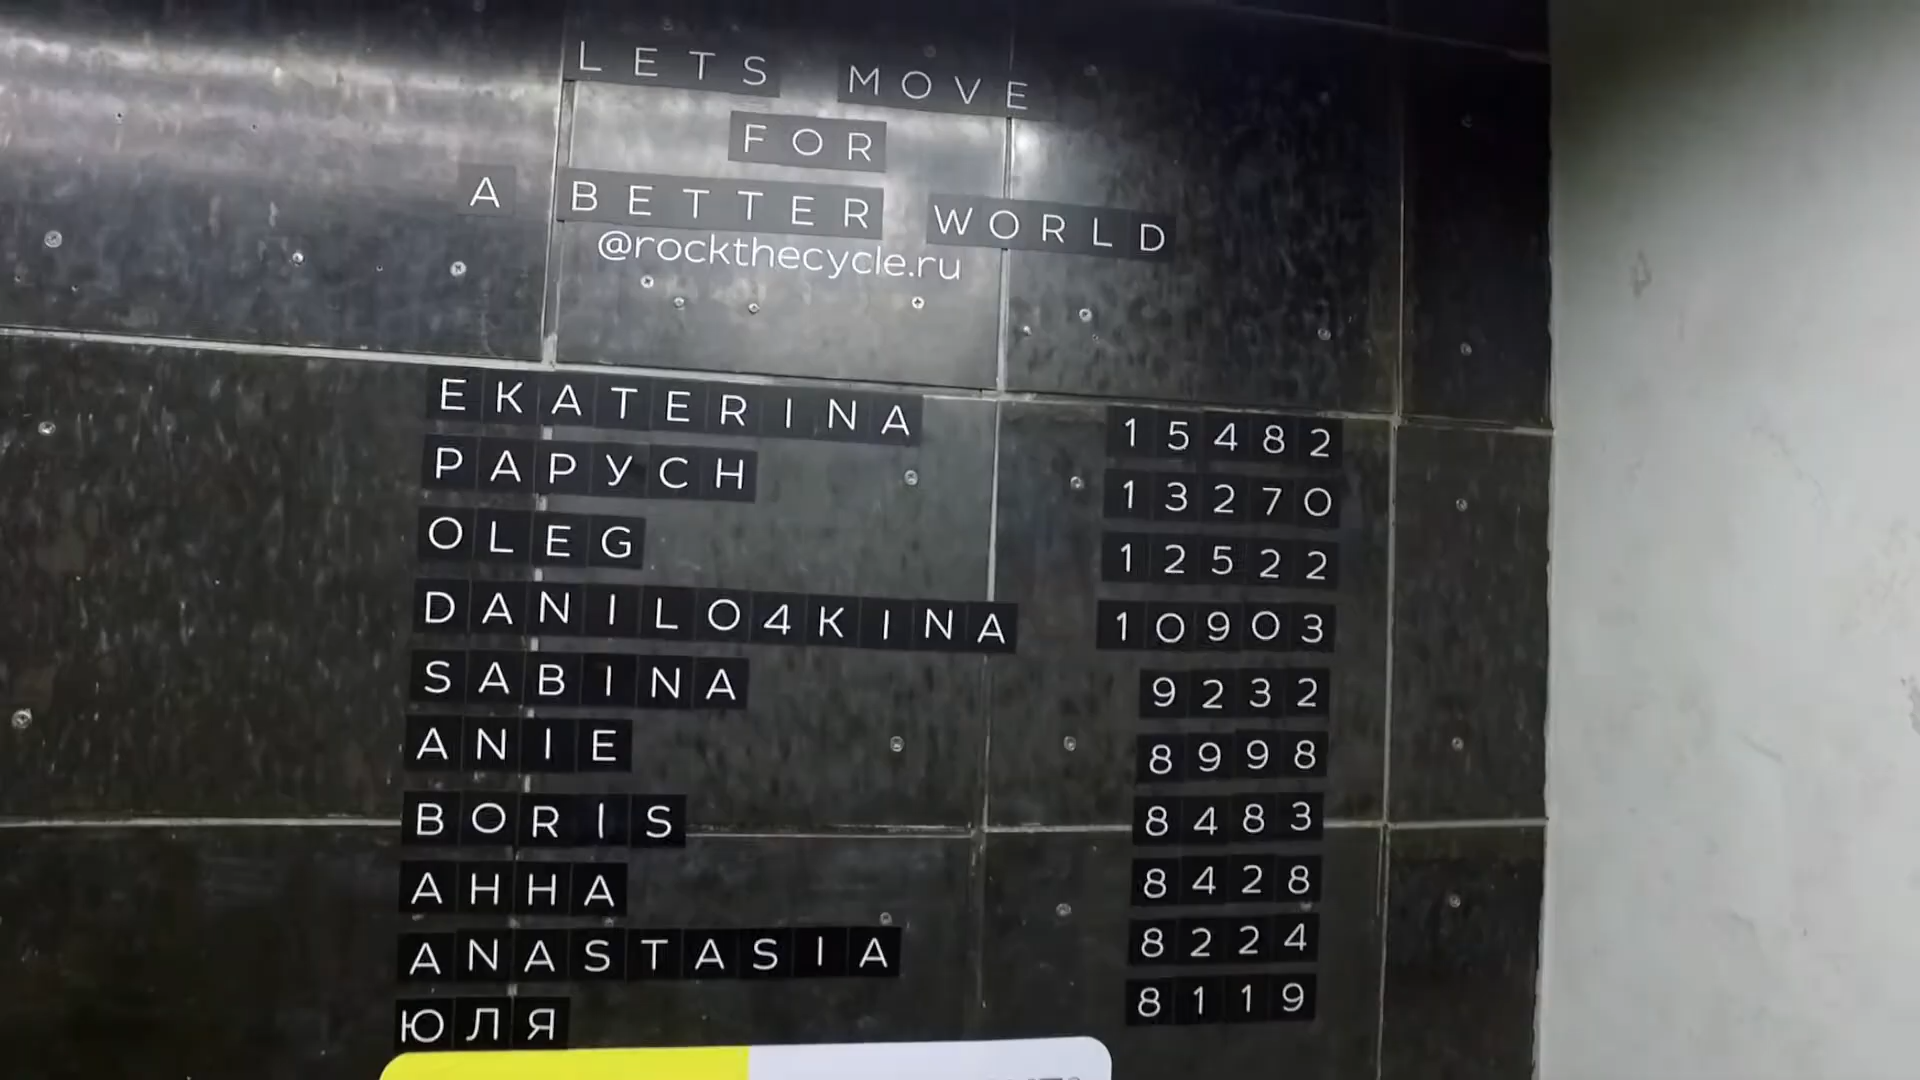 LETS MOVE
FOR
A BETTER WORLD
@rockthecycle.ru
EKATERINA 15482
РАРУСН 13270
OLEG 12522
DANILO4KINA 10903
SABINA 9232
ANIE 8998
BORIS 8483
АННА 8428
ANASTASIA 8224
ЮЛЯ 8119